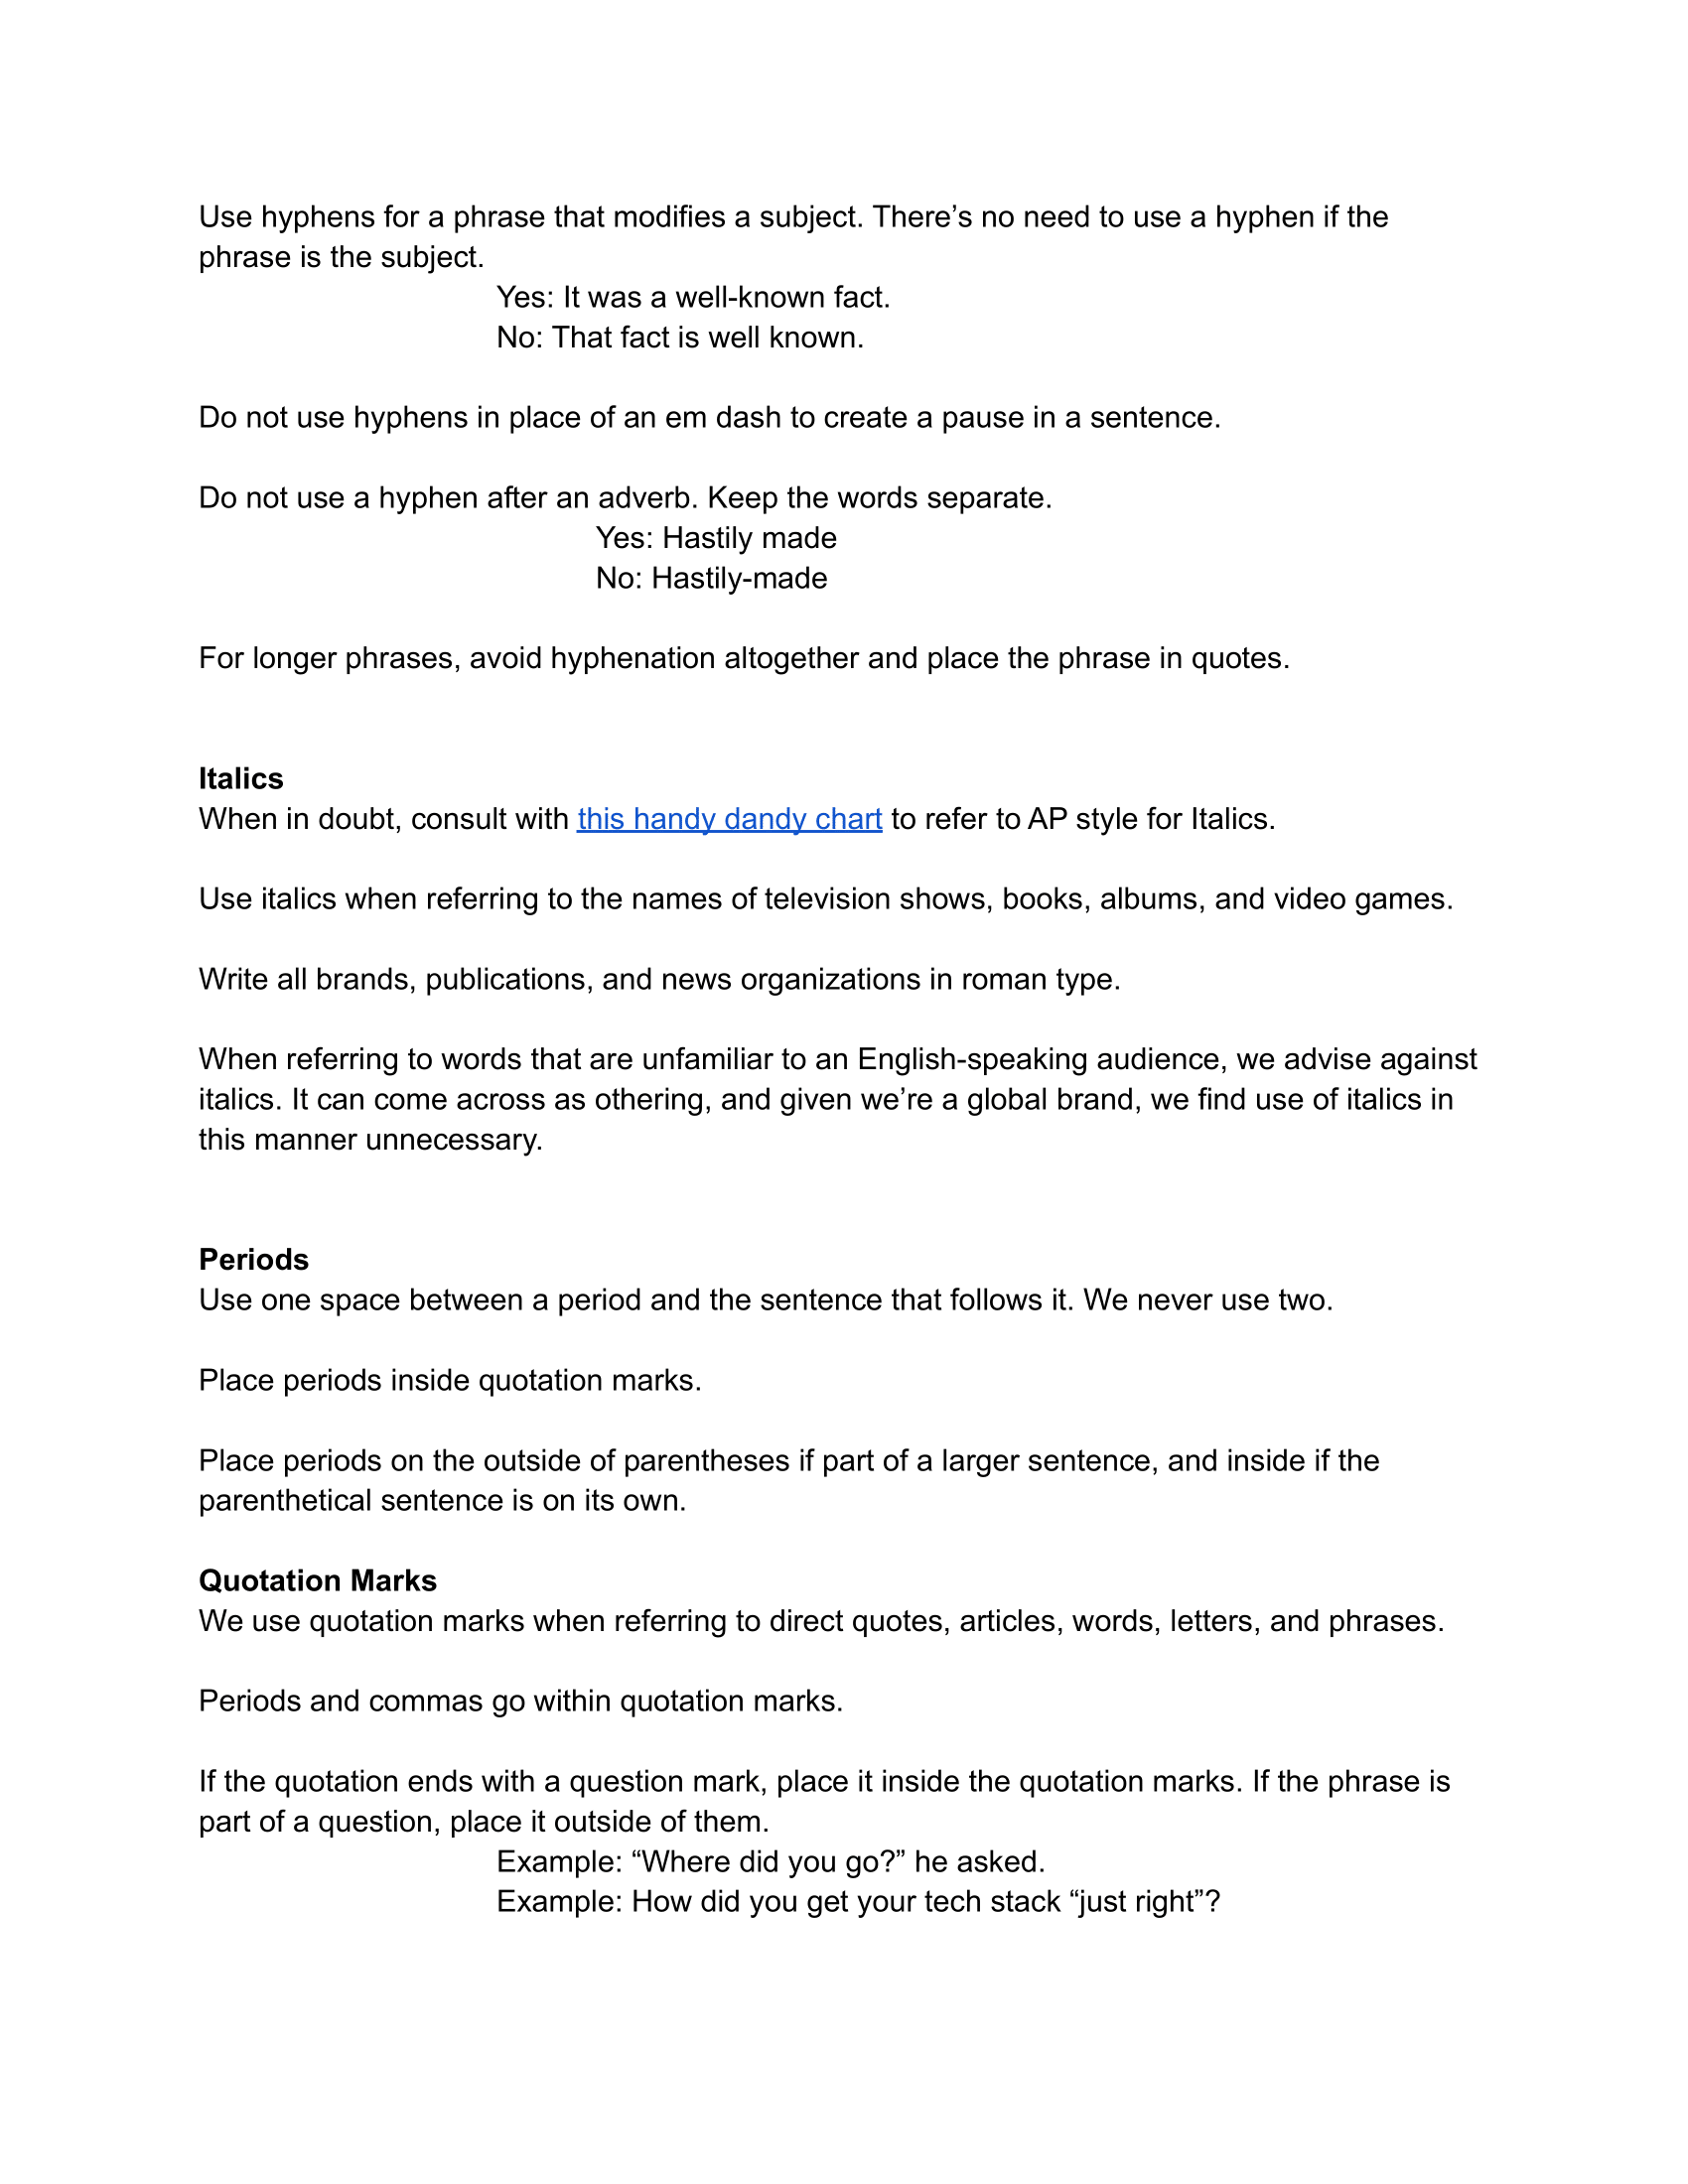 Use hyphens for a phrase that modifies a subject. There’s no need to use a hyphen if the
phrase is the subject.
Yes: It was a well-known fact.
No: That fact is well known.
Do not use hyphens in place of an em dash to create a pause in a sentence.
Do not use a hyphen after an adverb. Keep the words separate.
Yes: Hastily made
No: Hastily-made
For longer phrases, avoid hyphenation altogether and place the phrase in quotes.
Italics
When in doubt, consult with this handy dandy chart to refer to AP style for Italics.
Use italics when referring to the names of television shows, books, albums, and video games.
Write all brands, publications, and news organizations in roman type.
When referring to words that are unfamiliar to an English-speaking audience, we advise against
italics. It can come across as othering, and given we’re a global brand, we find use of italics in
this manner unnecessary.
Periods
Use one space between a period and the sentence that follows it. We never use two.
Place periods inside quotation marks.
Place periods on the outside of parentheses if part of a larger sentence, and inside if the
parenthetical sentence is on its own.
Quotation Marks
We use quotation marks when referring to direct quotes, articles, words, letters, and phrases.
Periods and commas go within quotation marks.
If the quotation ends with a question mark, place it inside the quotation marks. If the phrase is
part of a question, place it outside of them.
Example: “Where did you go?” he asked.
Example: How did you get your tech stack “just right”?